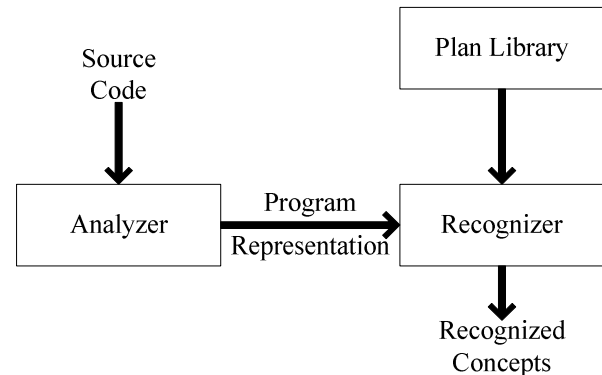 Plan Library
Source
Code
Analyzer
Program
Representation
Recognizer
Recognized
Concepts